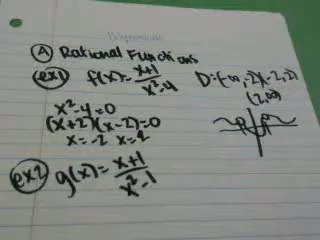 Ⓐ Rational Functions
ex1 f(x)= x+1/x²-4 D: (-∞, -2)(-2, 2)
(2, ∞)
x²-4=0
(x+2)(x-2)=0
x=-2 x=2
ex2 g(x)= x+1/x²-1